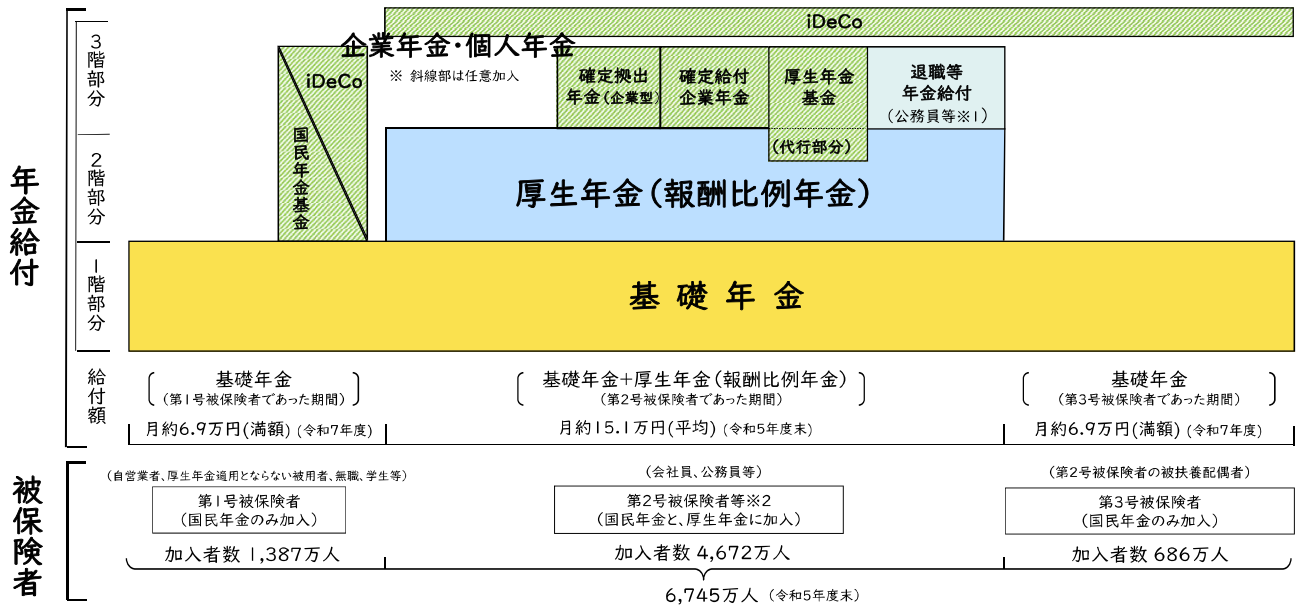 iDeCo
企業年金・個人年金
※ 斜線部は任意加入
3階部分
iDeCo
国民年金基金
確定拠出
年金(企業型)
確定給付
企業年金
厚生年金
基金
(代行部分)
退職等
年金給付
(公務員等※1)
年金給付
2階部分
厚生年金(報酬比例年金)
1階部分
基礎年金
給付額
基礎年金
(第1号被保険者であった期間)
月約6.9万円(満額) (令和7年度)
基礎年金+厚生年金(報酬比例年金)
(第2号被保険者であった期間)
月約15.1万円(平均) (令和5年度末)
基礎年金
(第3号被保険者であった期間)
月約6.9万円(満額) (令和7年度)
被保険者
(自営業者、厚生年金適用とならない被用者、無職、学生等)
第1号被保険者
(国民年金のみ加入)
加入者数 1,387万人
(会社員、公務員等)
第2号被保険者等※2
(国民年金と、厚生年金に加入)
加入者数 4,672万人
(第2号被保険者の被扶養配偶者)
第3号被保険者
(国民年金のみ加入)
加入者数 686万人
6,745万人 (令和5年度末)